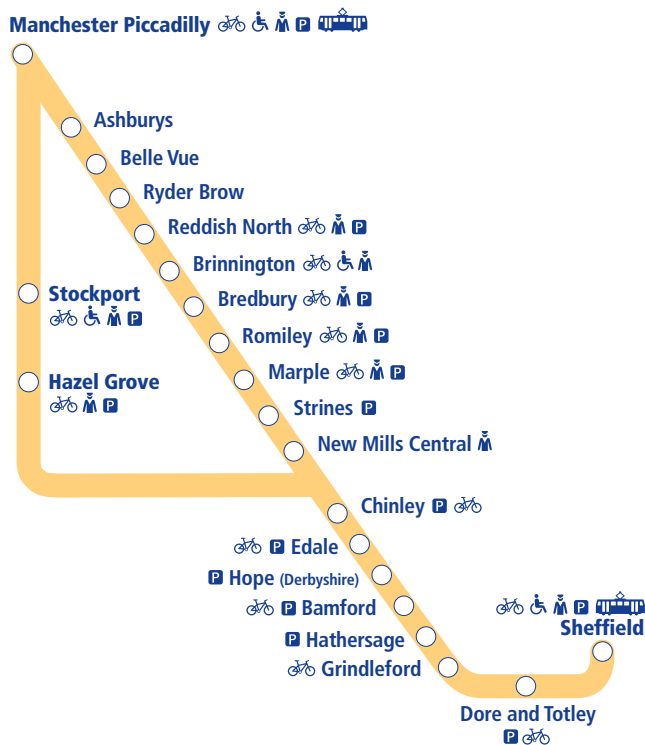 Manchester Piccadilly P
Ashburys
Belle Vue
Ryder Brow
Reddish North P
Brinnington
Stockport
P
Bredbury P
Romiley P
Marple P
Hazel Grove
P
Strines P
New Mills Central
Chinley P
P Edale
P Hope (Derbyshire)
P Bamford
P
Sheffield
P Hathersage
Grindleford
Dore and Totley
P